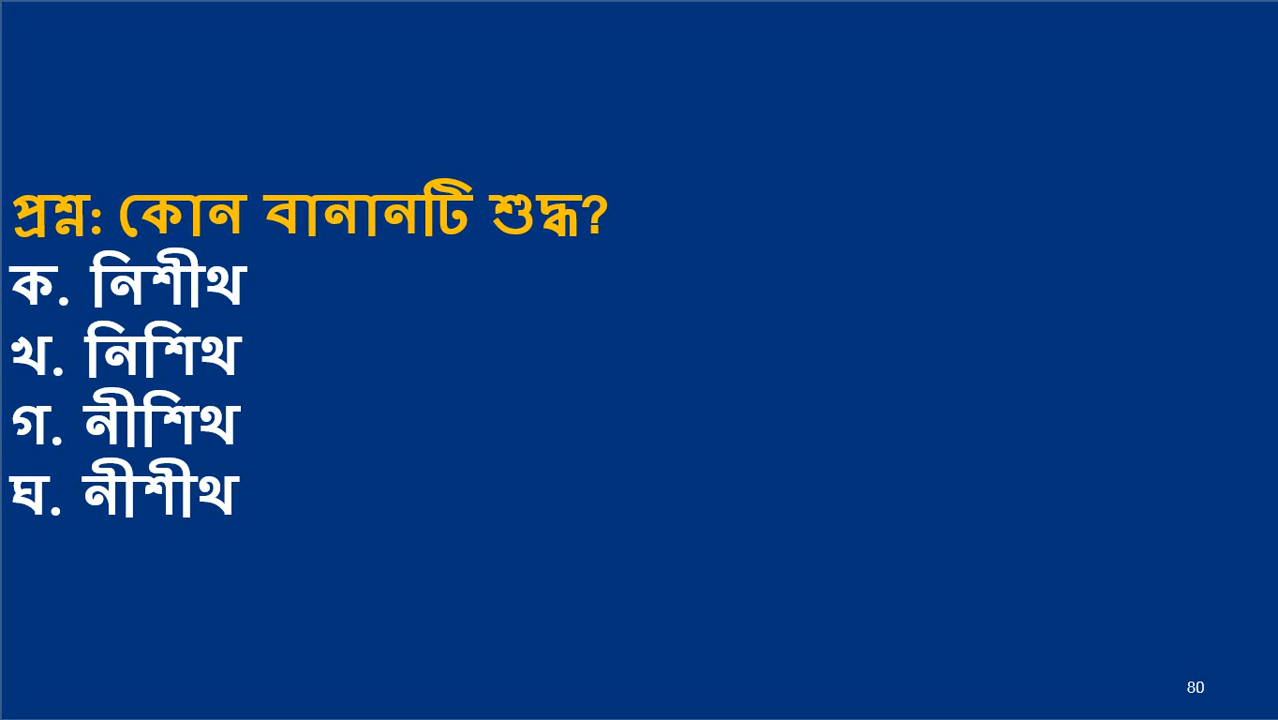 প্রশ্ন: কোন বানানটি শুদ্ধ?
ক. নিশীথ
খ. নিশিথ
গ. নীশিথ
ঘ. নীশীথ
80